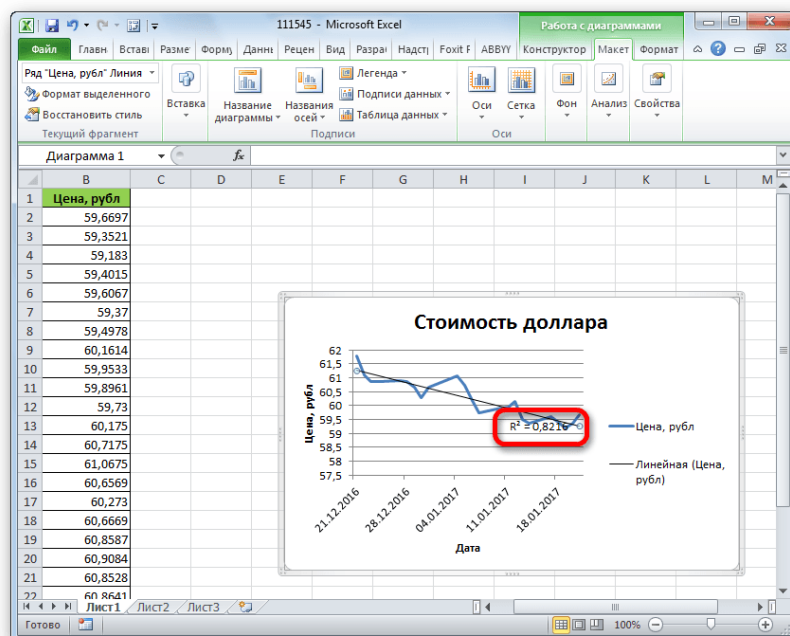 111545 - Microsoft Excel
Работа с диаграммами
Файл Главн Встаı Разме Форму Даннı Рецен Вид Разраı Надстı Foxit F ABBYY Конструктор Макет Формат
Ряд "Цена, рубл" Линия
Формат выделенного
Восстановить стиль
Текущий фрагмент
Вставка
Название диаграммы
Названия осей
Легенда
Подписи данных
Таблица данных
Подписи
Оси
Сетка
Оси
Фон
Анализ
Свойства
Диаграмма 1
fx
B C D E F G H I J K L M
1 Цена, рубл
2 59,6697
3 59,3521
4 59,183
5 59,4015
6 59,6067
7 59,37
8 59,4978
9 60,1614
10 59,9533
11 59,8961
12 59,73
13 60,175
14 60,7175
15 61,0675
16 60,6569
17 60,273
18 60,6669
19 60,8587
20 60,9084
21 60,8528
22 60,8641
Стоимость доллара
62
61,5
61
60,5
60
59,5
59
58,5
58
57,5
Цена, рубл
R² = 0,8216
21.12.2016
28.12.2016
04.01.2017
11.01.2017
18.01.2017
Дата
Цена, рубл
Линейная (Цена,
рубл)
Лист1 Лист2 Лист3
Готово
100%